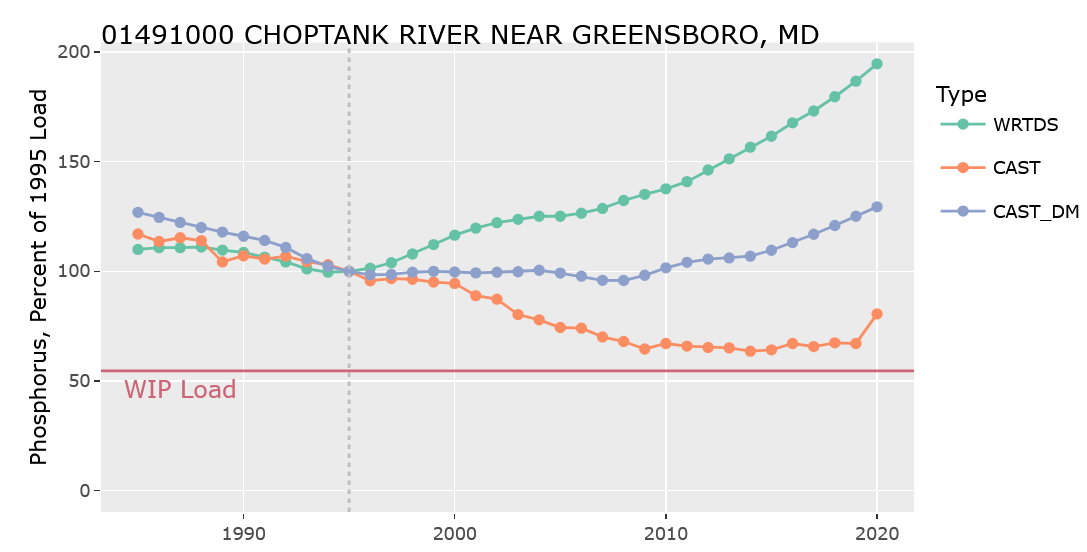 01491000 CHOPTANK RIVER NEAR GREENSBORO, MD
Phosphorus, Percent of 1995 Load
200
150
100
50
0
WIP Load
1990 2000 2010 2020
Type
WRTDS
CAST
CAST_DM